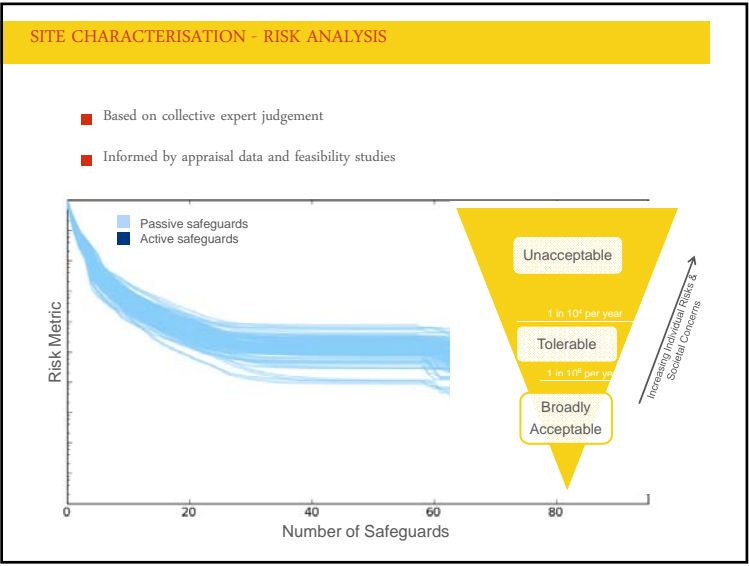 SITE CHARACTERISATION - RISK ANALYSIS
Based on collective expert judgement
Informed by appraisal data and feasibility studies
Passive safeguards
Active safeguards
Risk Metric
0
20
40
60
80
Number of Safeguards
Unacceptable
1 in 10⁴ per year
Tolerable
1 in 10⁶ per ye
Broadly
Acceptable
Increasing Individual Risks &
Societal Concerns